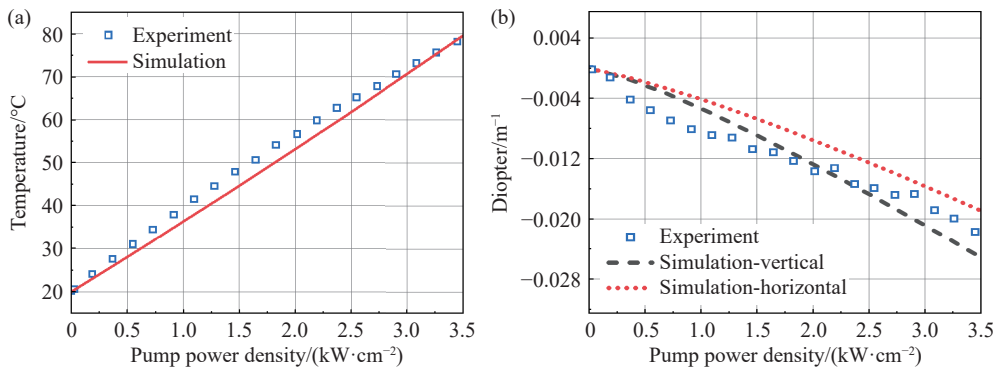 (a)
80
70
60
50
40
30
20
Temperature/°C
Experiment
Simulation
0 0.5 1.0 1.5 2.0 2.5 3.0 3.5
Pump power density/(kW·cm⁻²)
(b)
0.004
−0.004
−0.012
−0.020
−0.028
Diopter/m⁻¹
Experiment
Simulation-vertical
Simulation-horizontal
0 0.5 1.0 1.5 2.0 2.5 3.0 3.5
Pump power density/(kW·cm⁻²)